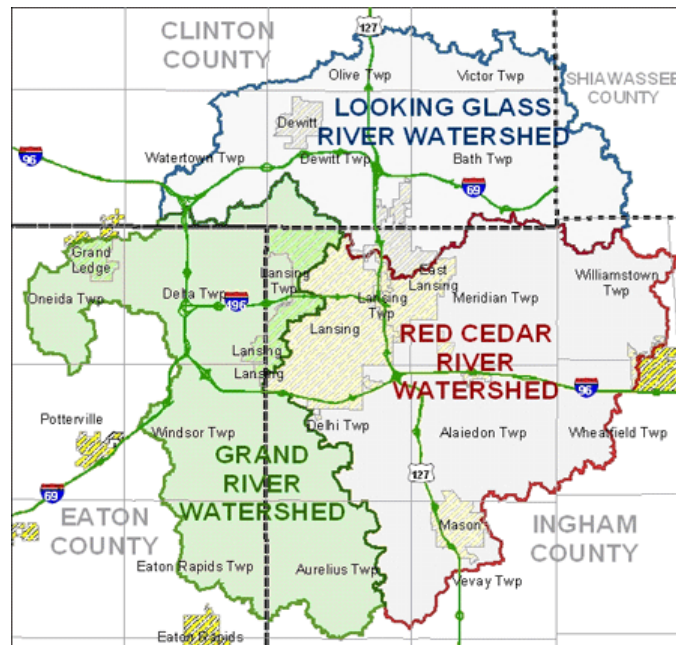 CLINTON
COUNTY
127
Olive Twp
Victor Twp
SHIAWASSEE
COUNTY
LOOKING GLASS
RIVER WATERSHED
Dewitt
96
Watertown Twp
Dewitt Twp
Bath Twp
69
Grand
Ledge
Oneida Twp
Delta Twp
496
Lansing
Twp
Lansing
Twp
East
Lansing
Meridian Twp
Williamstown
Twp
Lansing
Lansing
Lansing
RED CEDAR
RIVER
WATERSHED
96
Potterville
Windsor Twp
Delhi Twp
Alaiedon Twp
Wheatfield Twp
GRAND
RIVER
WATERSHED
69
127
EATON
COUNTY
Mason
INGHAM
COUNTY
Eaton Rapids Twp
Aurelius Twp
Vevay Twp
Eaton Rapids